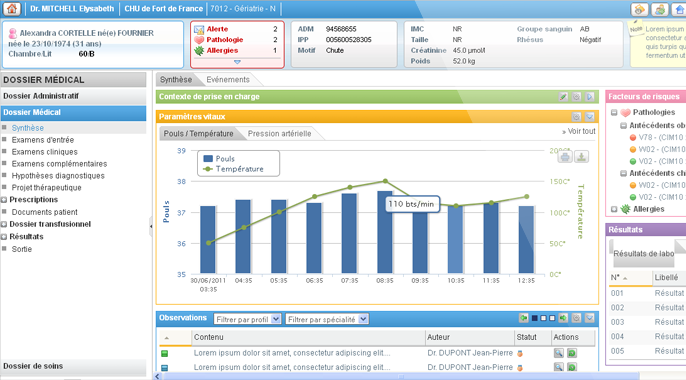 Dr. MITCHELL Elysabeth CHU de Fort de France 7012 - Gériatrie - N
Alexandra CORTELLE né(e) FOURNIER
née le 23/10/1974 (31 ans)
Chambre/Lit 60/B
Alerte 2
Pathologie 2
Allergies 1
ADM 94568655
IPP 005600528305
Motif Chute
IMC NR Groupe sanguin AB
Taille NR Rhésus Négatif
Créatinine 45.0 µmol/l
Poids 52.0 kg
Note
Lorem ipsum
consectetur a
quis turpis qu
fermentum e
DOSSIER MÉDICAL
Dossier Administratif
Dossier Médical
Synthèse
Examens d'entrée
Examens cliniques
Examens complémentaires
Hypothèses diagnostiques
Projet thérapeutique
Prescriptions
Documents patient
Dossier transfusionnel
Résultats
Sortie
Dossier de soins
Synthèse Evénements
Contexte de prise en charge
Paramètres vitaux
Pouls / Température Pression artérielle
» Voir tout
Pouls
Température
39
38
37
36
35
Pouls
200C°
150C°
100C°
50C°
0C°
Température
110 bts/min
30/06/2011
03:35 04:35 05:35 06:35 07:35 08:35 09:35 10:35 11:35 12:35
Observations Filtrer par profil Filtrer par spécialité
Contenu Auteur Statut Actions
Lorem ipsum dolor sit amet, consectetur adipiscing elit.... Dr. DUPONT Jean-Pierre
Lorem ipsum dolor sit amet, consectetur adipiscing elit.... Dr. DUPONT Jean-Pierre
Facteurs de risques
Pathologies
Antécédents ob
V78 - (CIM10
W02 - (CIM10
V02 - (CIM10 :
Antécédents ch
W02 - (CIM10
V02 - (CIM10 :
Allergies
Résultats
Résultats de labo
N° Libellé
001 Résultat
002 Résultat
003 Résultat
004 Résultat
005 Résultat